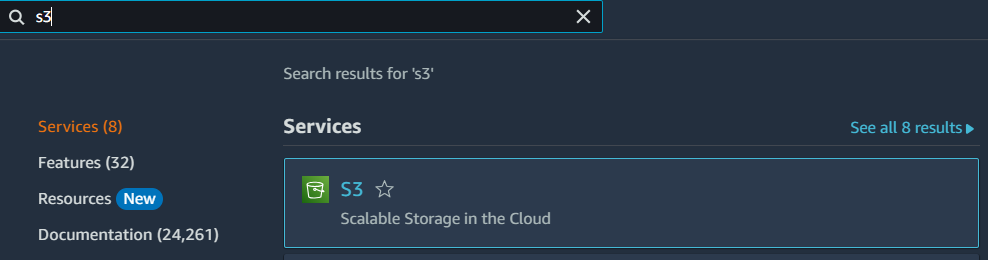 s3
Search results for 's3'
Services (8)
Features (32)
Resources New
Documentation (24,261)
Services
See all 8 results
S3
Scalable Storage in the Cloud